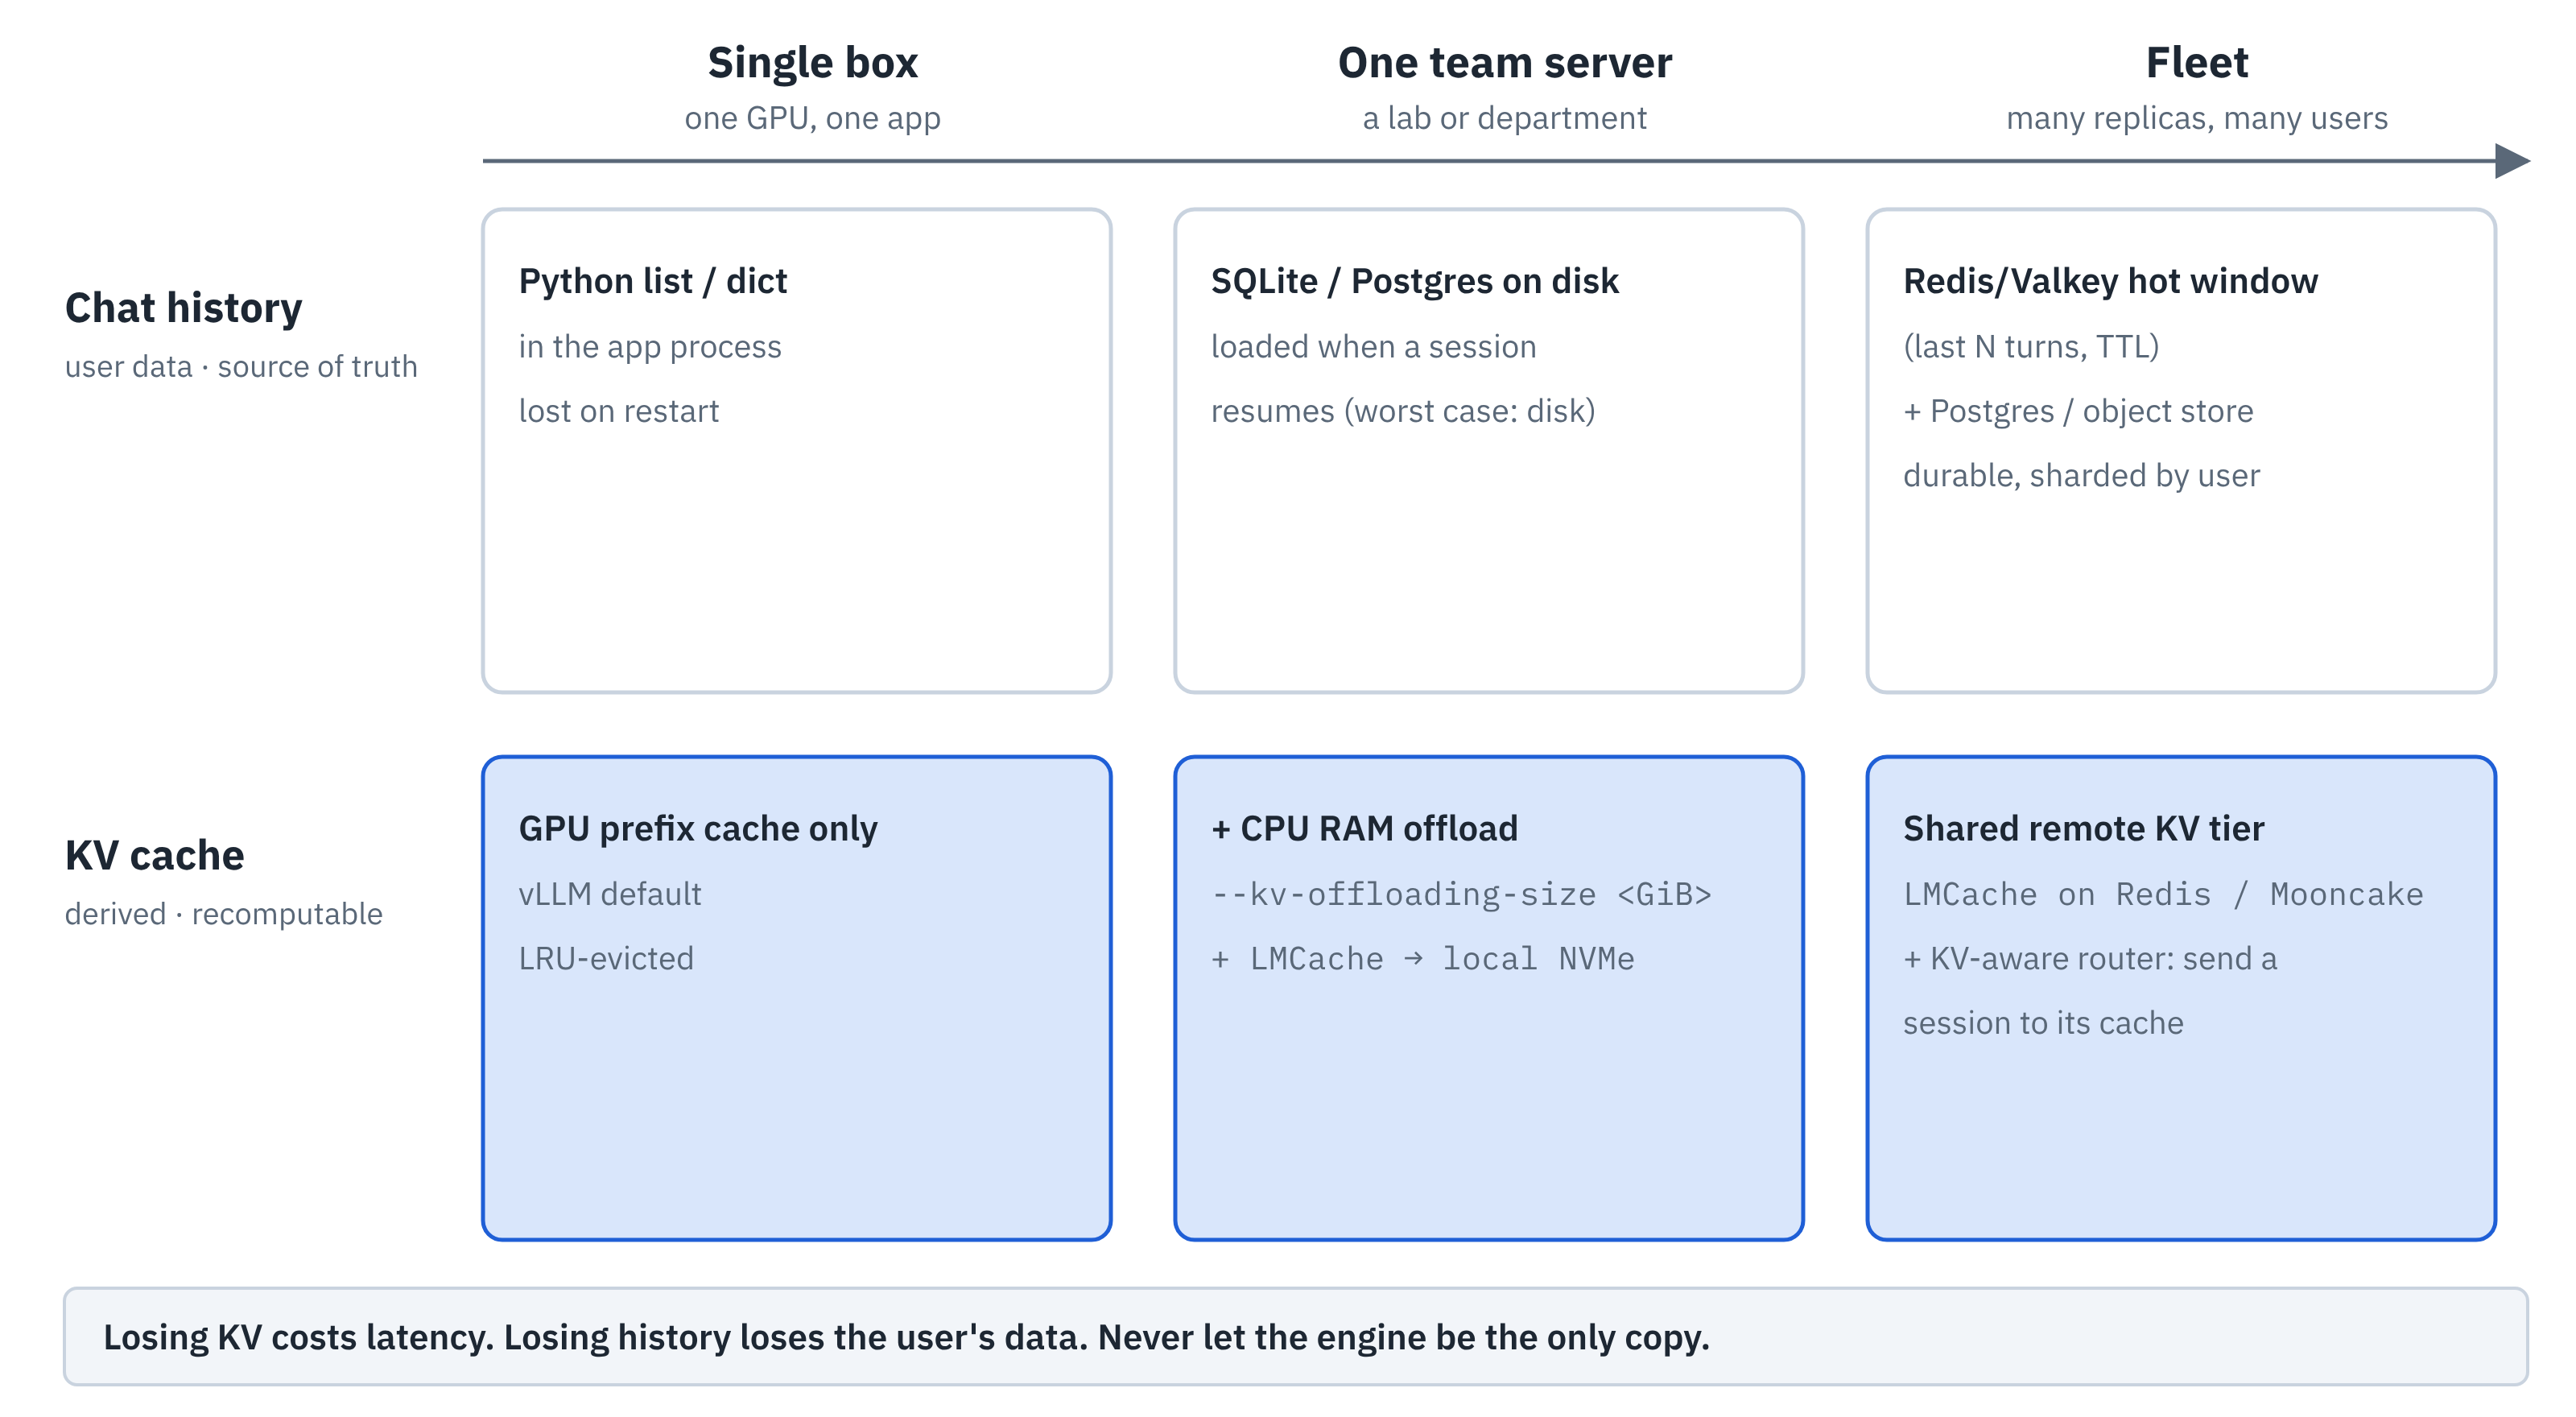 Single box
one GPU, one app
One team server
a lab or department
Fleet
many replicas, many users
Chat history
user data · source of truth
Python list / dict
in the app process
lost on restart
SQLite / Postgres on disk
loaded when a session
resumes (worst case: disk)
Redis/Valkey hot window
(last N turns, TTL)
+ Postgres / object store
durable, sharded by user
KV cache
derived · recomputable
GPU prefix cache only
vLLM default
LRU-evicted
+ CPU RAM offload
--kv-offloading-size <GiB>
+ LMCache → local NVMe
Shared remote KV tier
LMCache on Redis / Mooncake
+ KV-aware router: send a
session to its cache
Losing KV costs latency. Losing history loses the user's data. Never let the engine be the only copy.